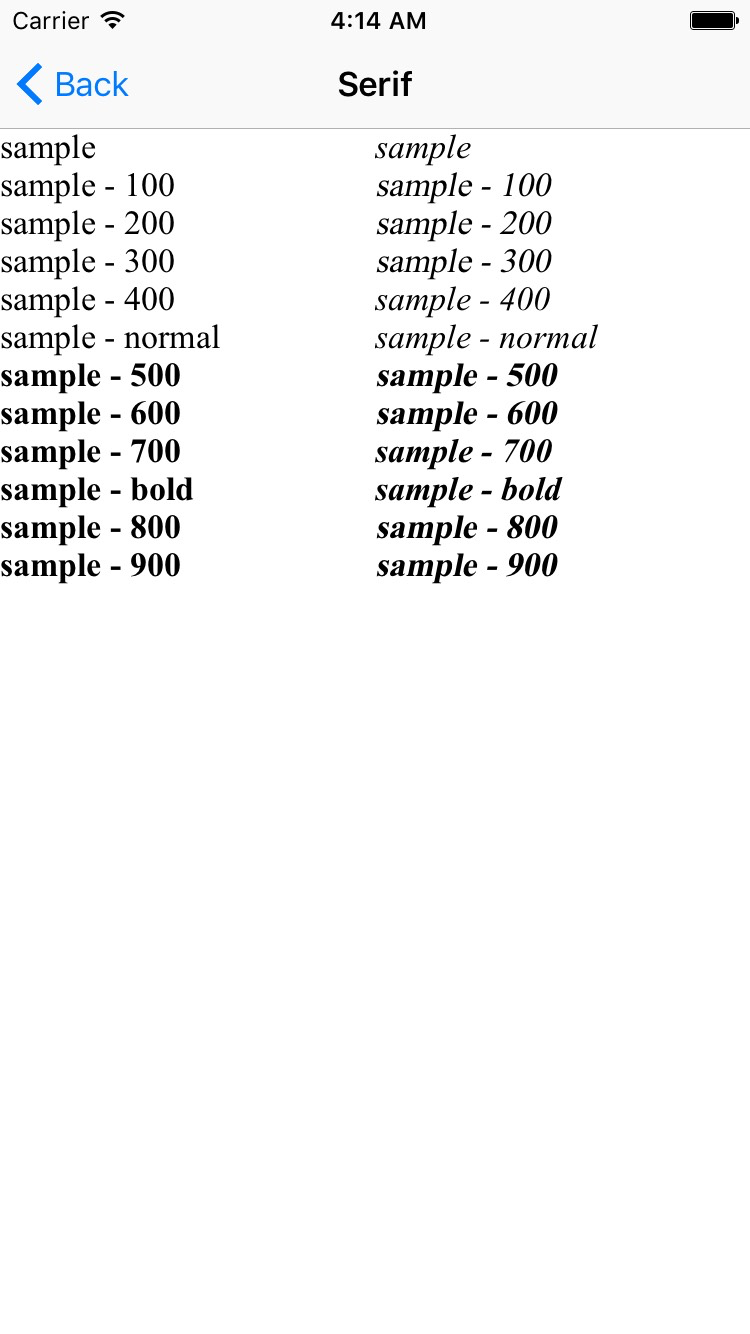 Carrier 4:14 AM
Back Serif
sample sample
sample - 100 sample - 100
sample - 200 sample - 200
sample - 300 sample - 300
sample - 400 sample - 400
sample - normal sample - normal
sample - 500 sample - 500
sample - 600 sample - 600
sample - 700 sample - 700
sample - bold sample - bold
sample - 800 sample - 800
sample - 900 sample - 900